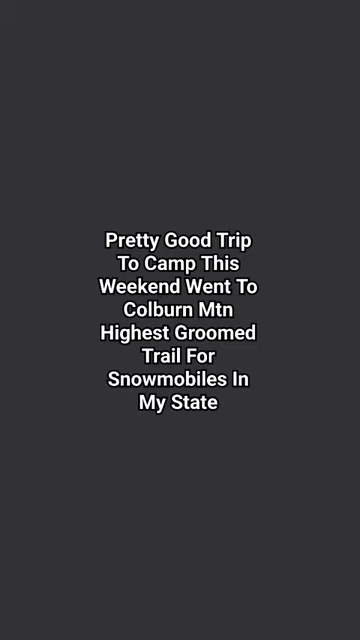 Pretty Good Trip
To Camp This
Weekend Went To
Colburn Mtn
Highest Groomed
Trail For
Snowmobiles In
My State